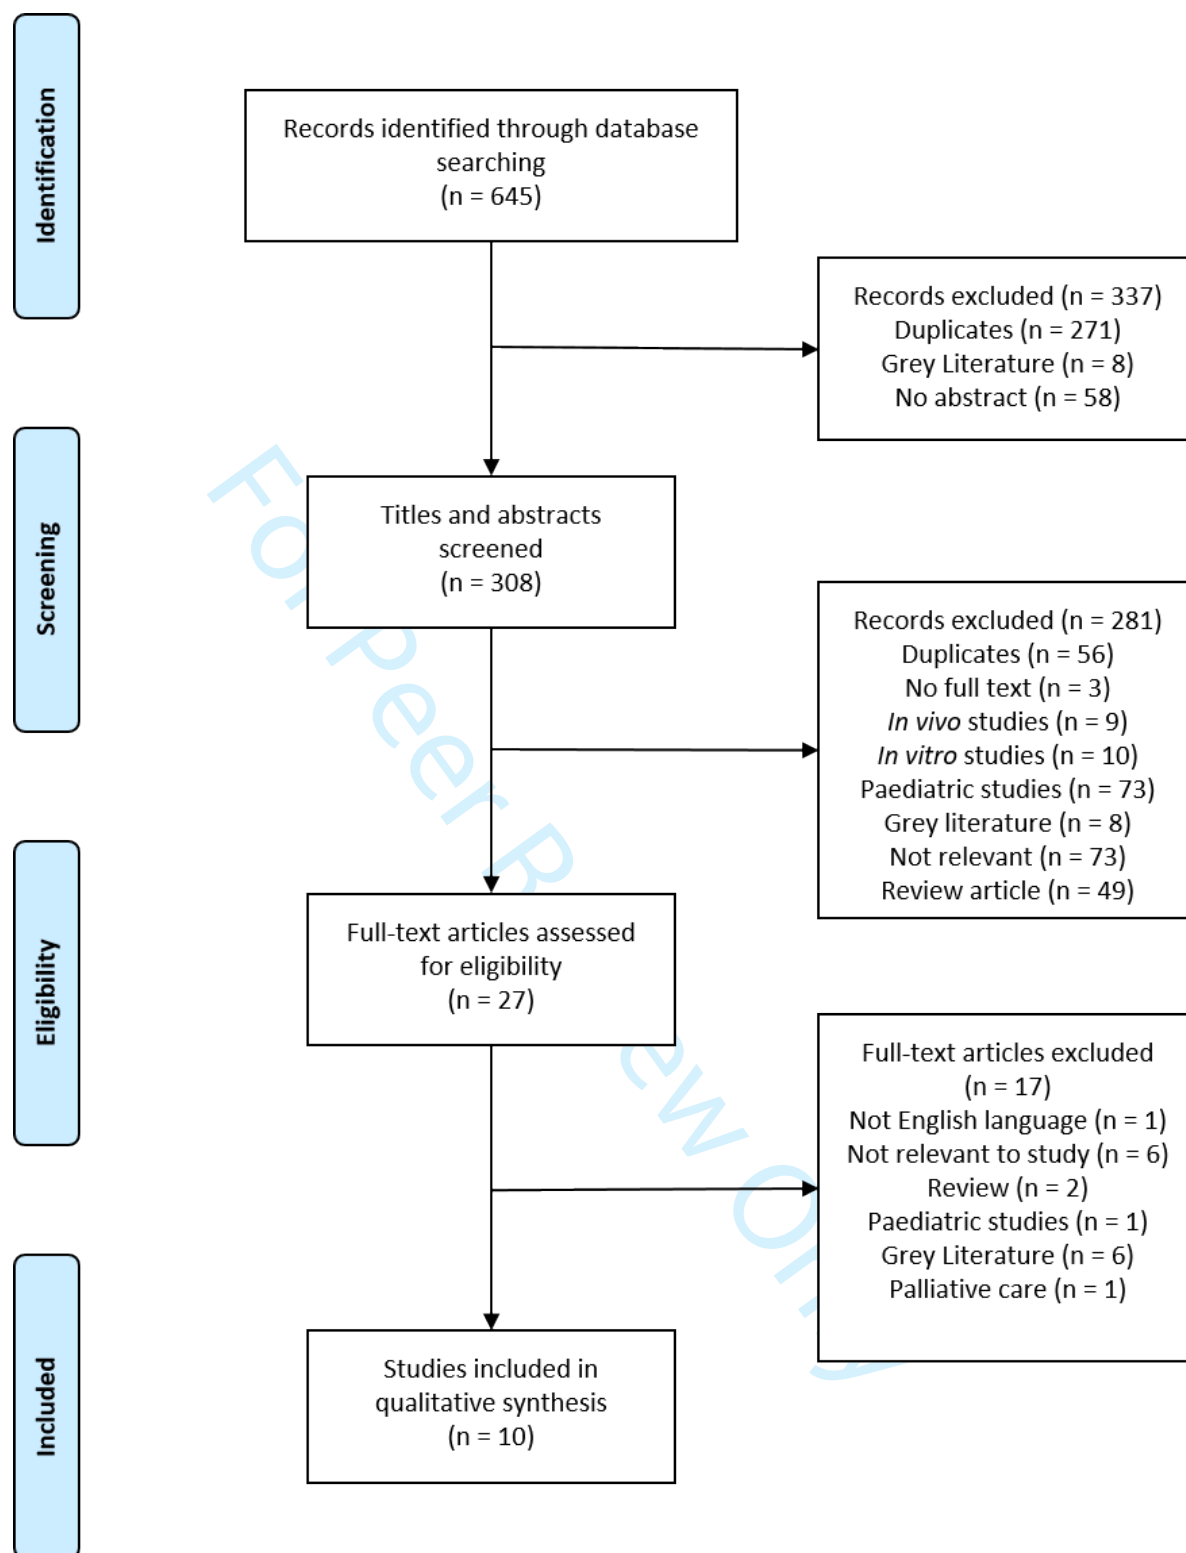 Identification
Records identified through database
searching
(n = 645)
Records excluded (n = 337)
Duplicates (n = 271)
Grey Literature (n = 8)
No abstract (n = 58)
Screening
Titles and abstracts
screened
(n = 308)
Records excluded (n = 281)
Duplicates (n = 56)
No full text (n = 3)
In vivo studies (n = 9)
In vitro studies (n = 10)
Paediatric studies (n = 73)
Grey literature (n = 8)
Not relevant (n = 73)
Review article (n = 49)
Eligibility
Full-text articles assessed
for eligibility
(n = 27)
Full-text articles excluded
(n = 17)
Not English language (n = 1)
Not relevant to study (n = 6)
Review (n = 2)
Paediatric studies (n = 1)
Grey Literature (n = 6)
Palliative care (n = 1)
Included
Studies included in
qualitative synthesis
(n = 10)
For Peer Review Only